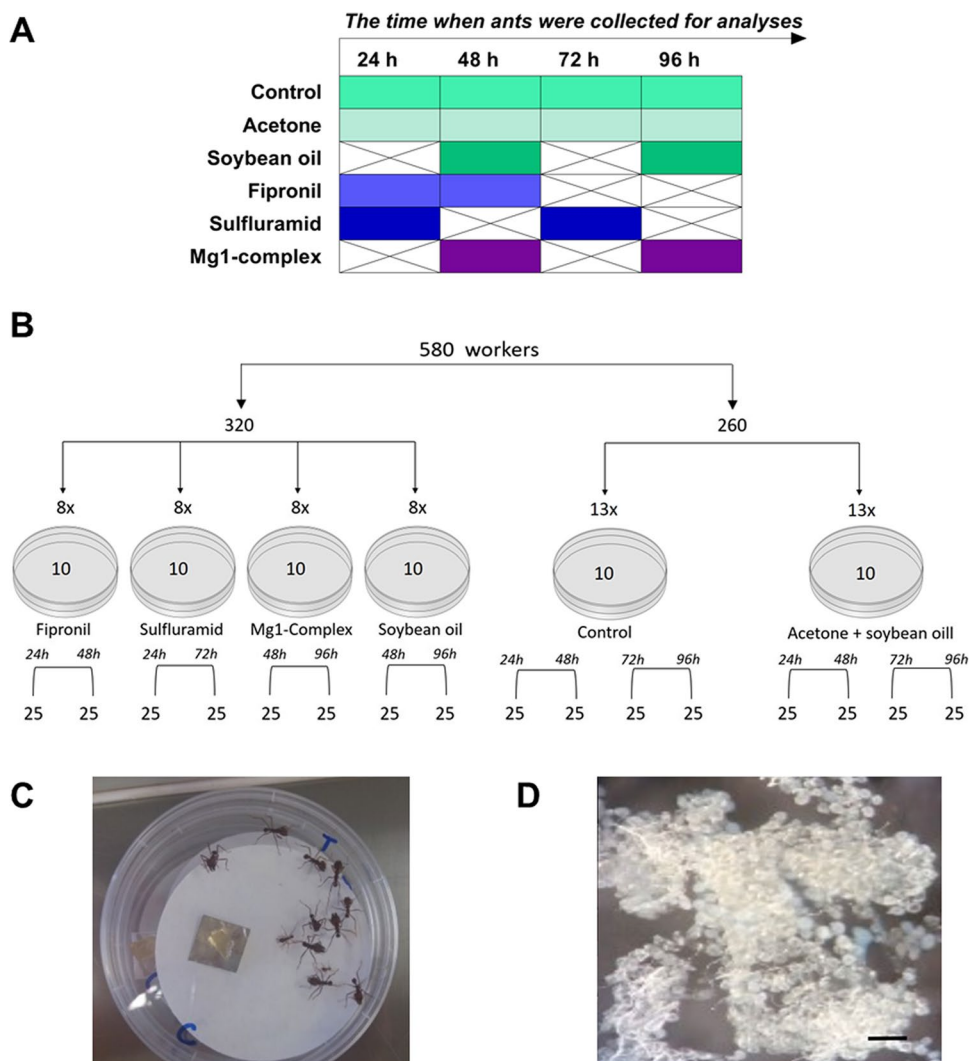 A
The time when ants were collected for analyses
24 h 48 h 72 h 96 h
Control
Acetone
Soybean oil
Fipronil
Sulfluramid
Mg1-complex
B
580 workers
320 260
8x 8x 8x 8x 13x 13x
10 10 10 10 10 10
Fipronil Sulfluramid Mg1-Complex Soybean oil Control Acetone + soybean oill
24h 48h 24h 72h 48h 96h 48h 96h 24h 48h 72h 96h 24h 48h 72h 96h
25 25 25 25 25 25 25 25 25 25 25 25 25 25 25 25
C D
T
C